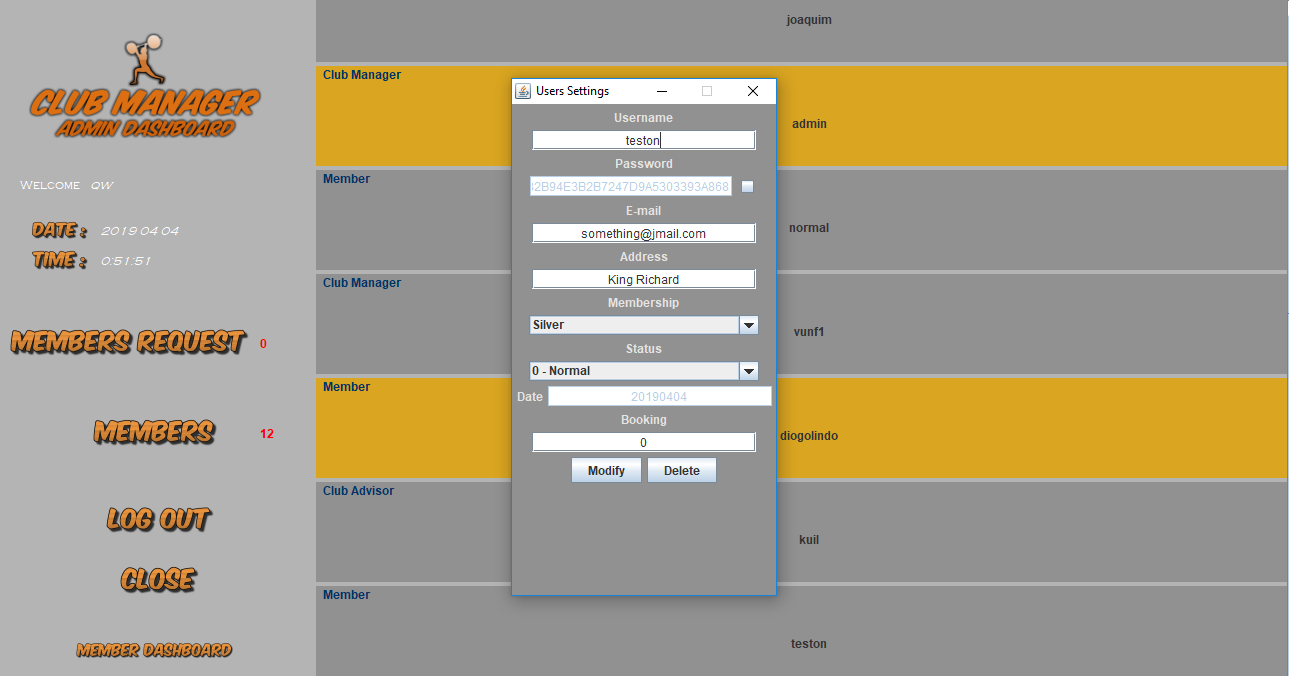 CLUB MANAGER
ADMIN DASHBOARD
Welcome qw
DATE : 2019 04 04
TIME : 0:51:51
MEMBERS REQUEST 0
MEMBERS 12
LOG OUT
CLOSE
MEMBER DASHBOARD
joaquim
Club Manager
admin
Member
normal
Club Manager
vunf1
Member
diogolindo
Club Advisor
kuil
Member
teston
Users Settings
Username
teston
Password
2B94E3B2B7247D9A5303393A868
E-mail
something@jmail.com
Address
King Richard
Membership
Silver
Status
0 - Normal
Date 20190404
Booking
0
Modify Delete